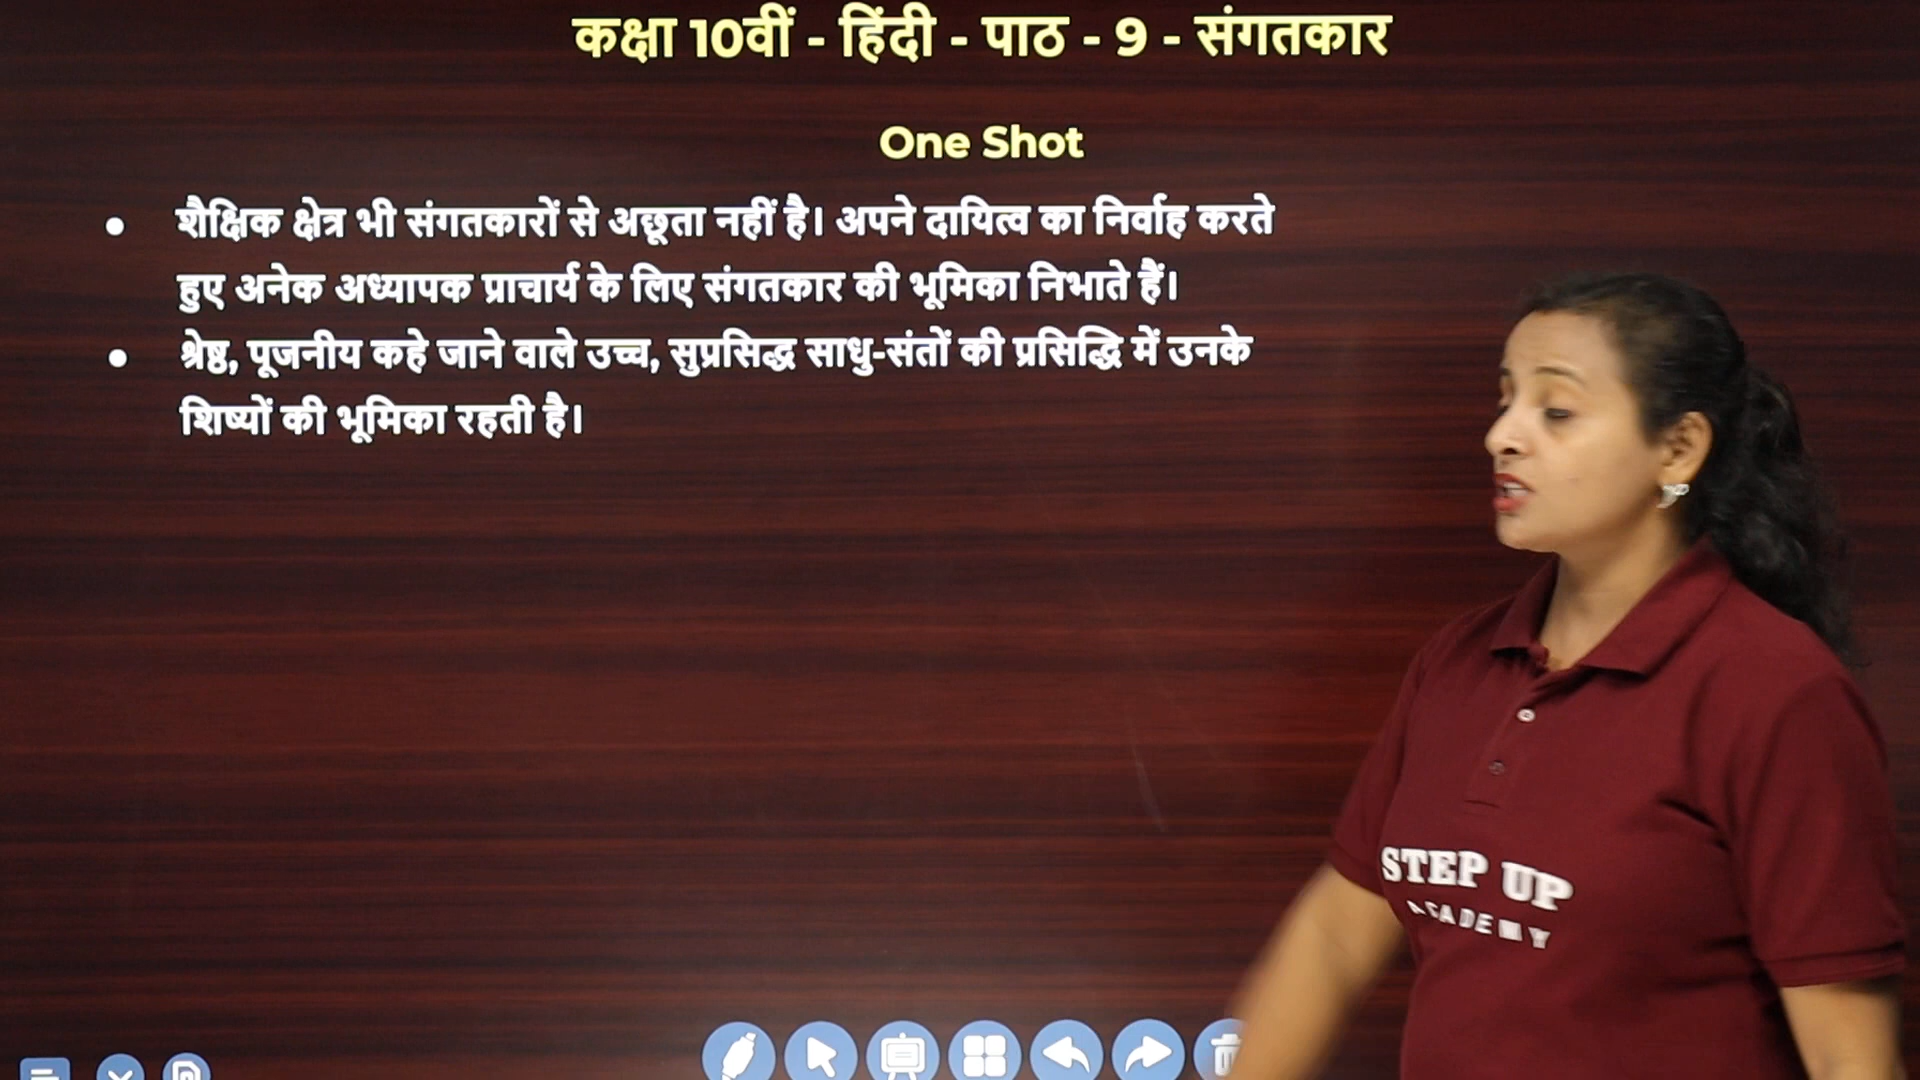 कक्षा 10वीं - हिंदी - पाठ - 9 - संगतकार
One Shot
• शैक्षिक क्षेत्र भी संगतकारों से अछूता नहीं है। अपने दायित्व का निर्वाह करते
हुए अनेक अध्यापक प्राचार्य के लिए संगतकार की भूमिका निभाते हैं।
• श्रेष्ठ, पूजनीय कहे जाने वाले उच्च, सुप्रसिद्ध साधु-संतों की प्रसिद्धि में उनके
शिष्यों की भूमिका रहती है।
STEP UP
ACADEMY